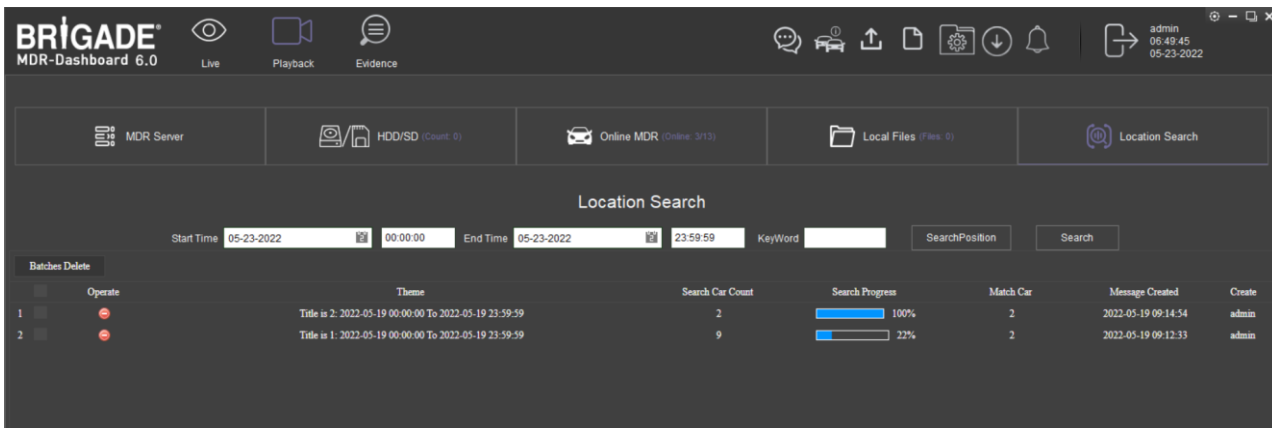 BRIGADE®
MDR-Dashboard 6.0
Live
Playback
Evidence
admin
06:49:45
05-23-2022
MDR Server
HDD/SD (Count: 0)
Online MDR (Online: 3/13)
Local Files (Files: 0)
Location Search
Location Search
Start Time 05-23-2022 00:00:00 End Time 05-23-2022 23:59:59 KeyWord SearchPosition Search
Batches Delete
Operate Theme Search Car Count Search Progress Match Car Message Created Create
1 Title is 2: 2022-05-19 00:00:00 To 2022-05-19 23:59:59 2 100% 2 2022-05-19 09:14:54 admin
2 Title is 1: 2022-05-19 00:00:00 To 2022-05-19 23:59:59 9 22% 2 2022-05-19 09:12:33 admin